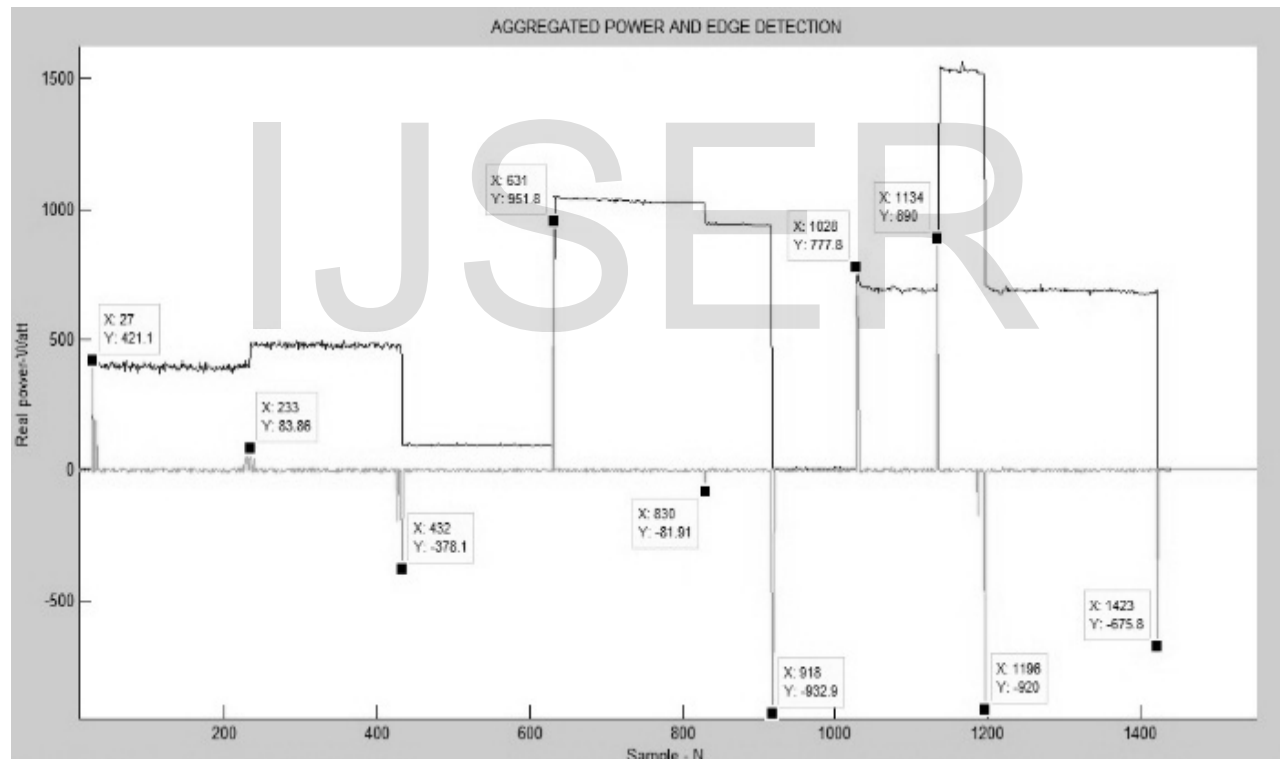 AGGREGATED POWER AND EDGE DETECTION
1500
1000
500
0
-500
Real power-Watt
X: 27
Y: 421.1
X: 233
Y: 83.86
X: 432
Y: -378.1
X: 631
Y: 951.8
X: 830
Y: -81.91
X: 918
Y: -932.9
X: 1028
Y: 777.8
X: 1134
Y: 890
X: 1196
Y: -920
X: 1423
Y: -675.8
IJSER
200
400
600
800
1000
1200
1400
Sample - N